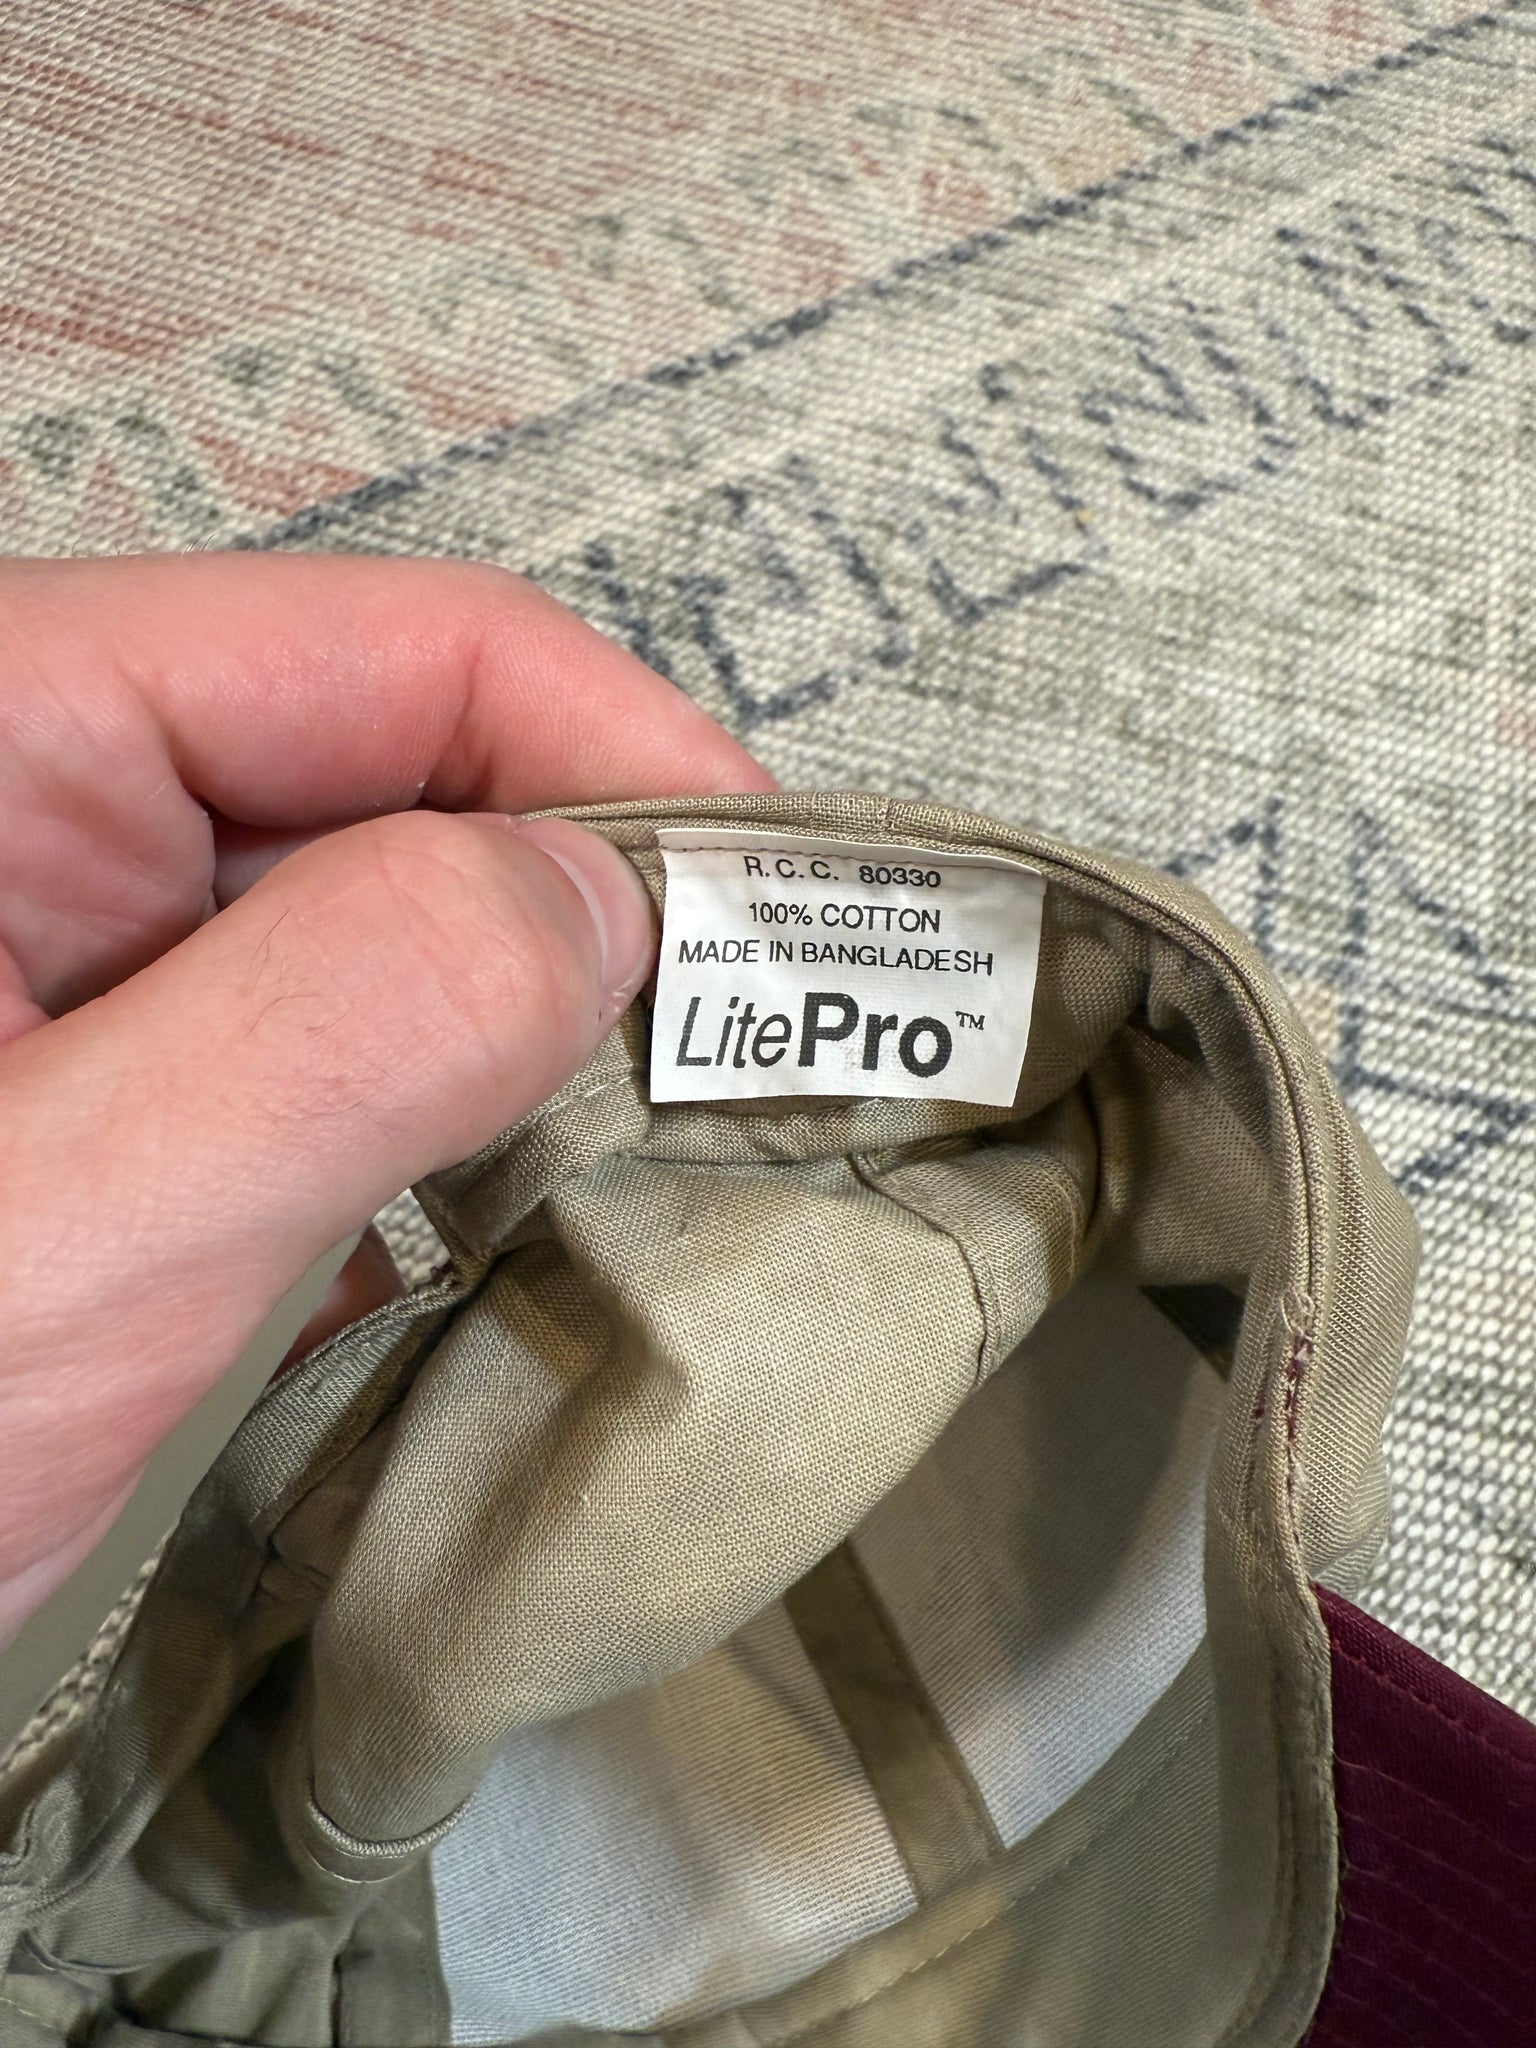 R.C.C. 80330
100% COTTON
MADE IN BANGLADESH
LitePro™